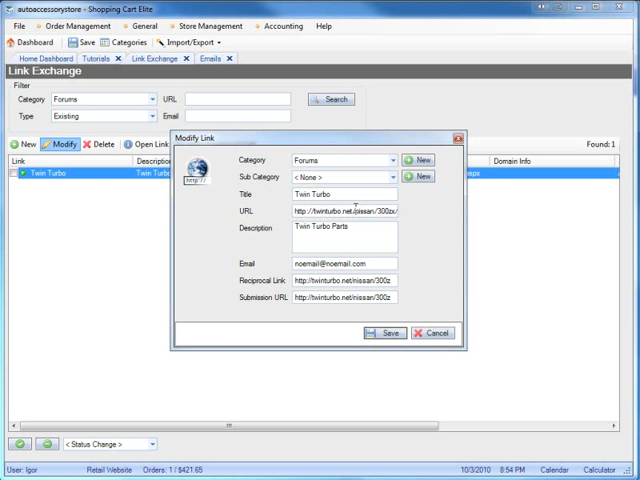 autoaccessorystore - Shopping Cart Elite
File Order Management General Store Management Accounting Help
Dashboard Save Categories Import/Export
Home Dashboard Tutorials Link Exchange Emails
Link Exchange
Filter
Category Forums URL Search
Type Existing Email
New Modify Delete Open Link Found: 1
Link Description Domain Info
Twin Turbo Twin Turbo
Modify Link
http://
Category Forums New
Sub Category < None > New
Title Twin Turbo
URL http://twinturbo.net/nissan/300zx/
Description Twin Turbo Parts
Email noemail@noemail.com
Reciprocal Link http://twinturbo.net/nissan/300z
Submission URL http://twinturbo.net/nissan/300z
Save Cancel
< Status Change >
User: Igor Retail Website Orders: 1 / $421.65 10/3/2010 8:54 PM Calendar Calculator